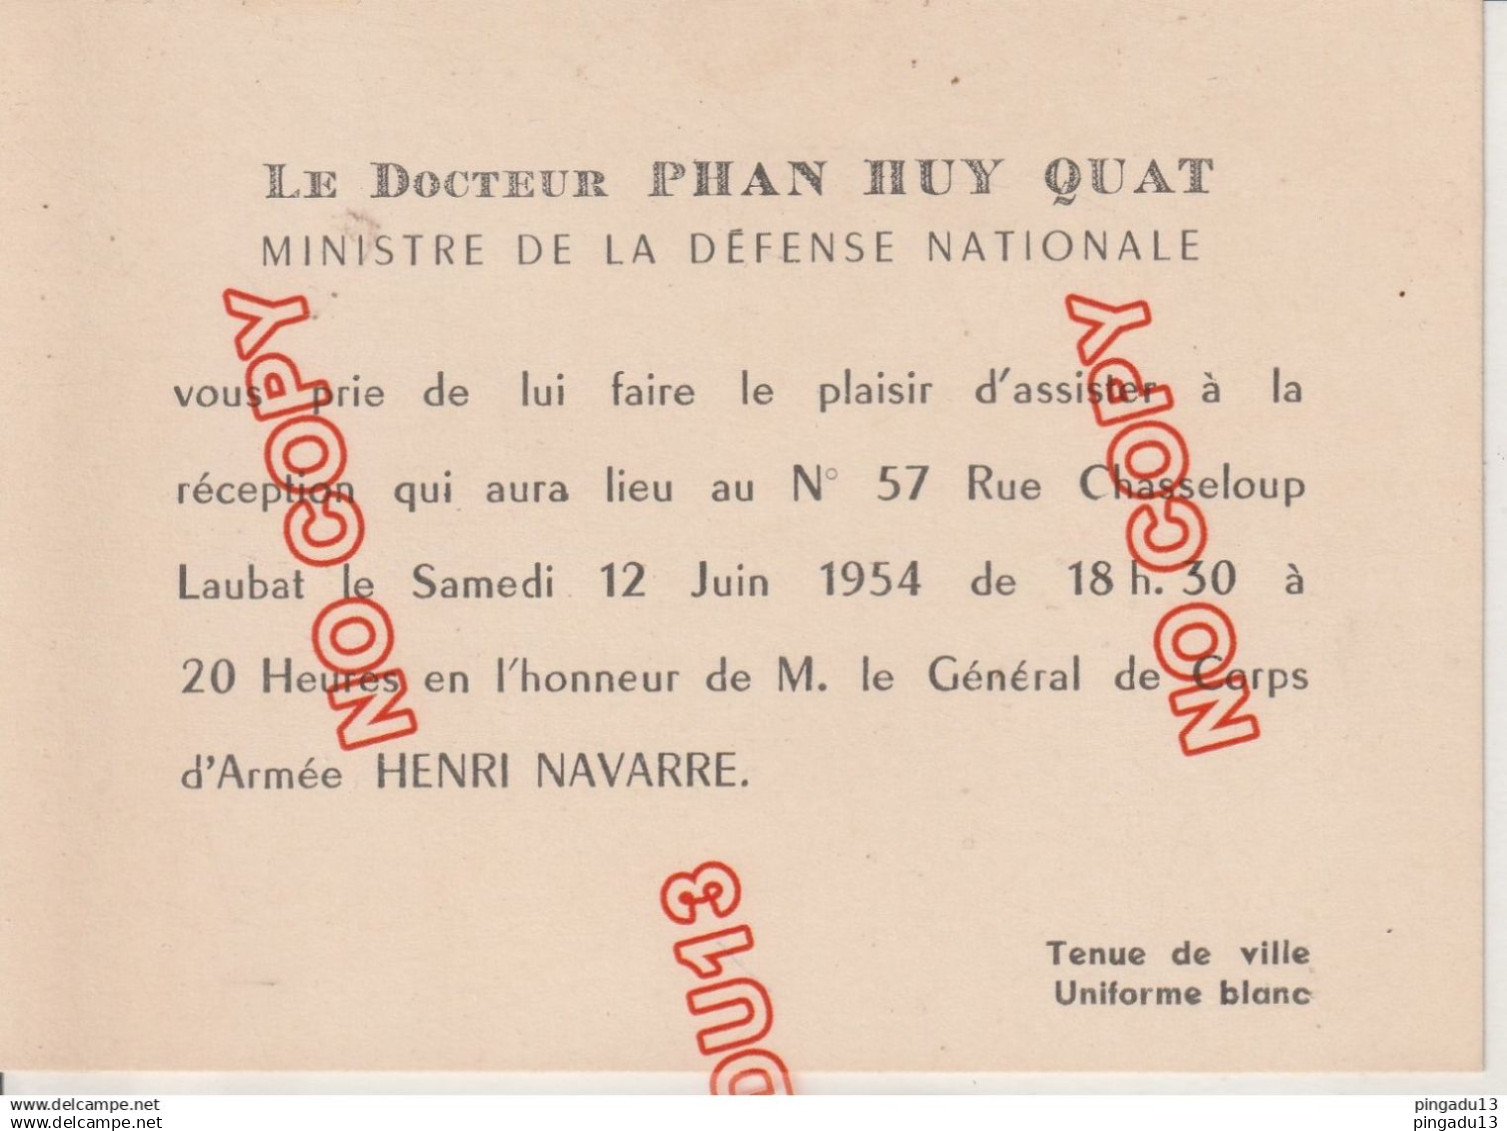 LE DOCTEUR PHAN HUY QUAT
MINISTRE DE LA DÉFENSE NATIONALE
vous prie de lui faire le plaisir d'assister à la
réception qui aura lieu au N° 57 Rue Chasseloup
Laubat le Samedi 12 Juin 1954 de 18 h. 30 à
20 Heures en l'honneur de M. le Général de Corps
d'Armée HENRI NAVARRE.
Tenue de ville
Uniforme blanc
NO COPY
NO COPY
DU13
www.delcampe.net
www.delcampe.net
pingadu13
pingadu13